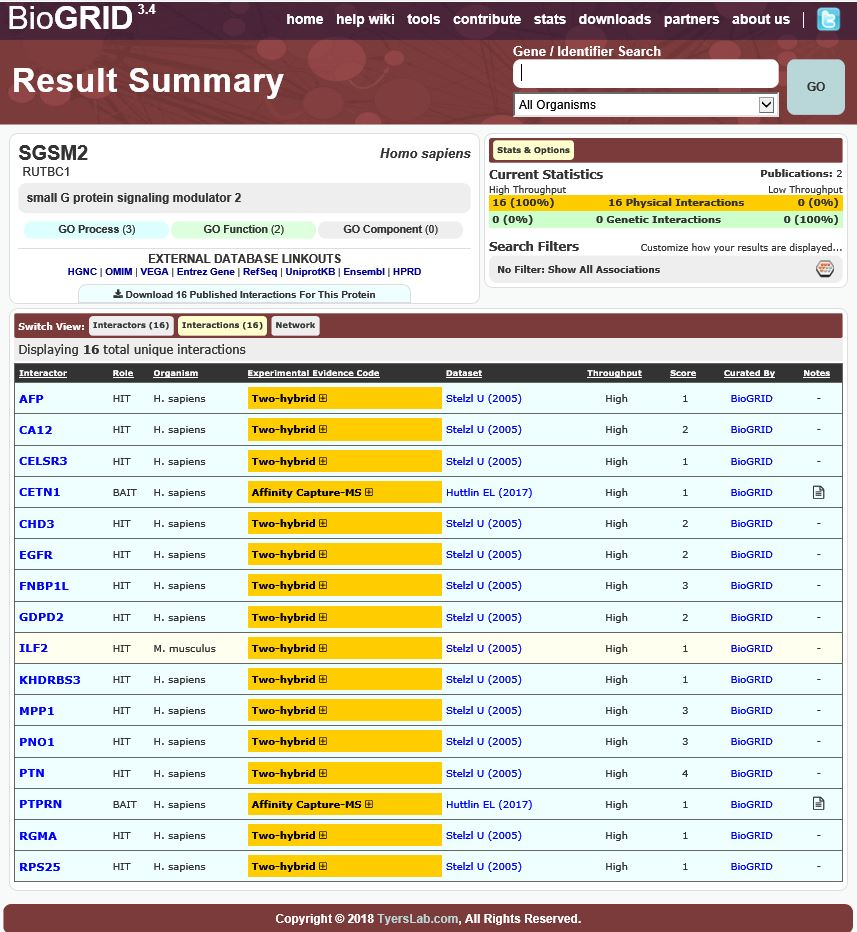 BioGRID 3.4
home help wiki tools contribute stats downloads partners about us |
Result Summary
Gene / Identifier Search
All Organisms
GO
SGSM2 Homo sapiens
RUTBC1
small G protein signaling modulator 2
GO Process (3) GO Function (2) GO Component (0)
EXTERNAL DATABASE LINKOUTS
HGNC | OMIM | VEGA | Entrez Gene | RefSeq | UniprotKB | Ensembl | HPRD
Download 16 Published Interactions For This Protein
Stats & Options
Current Statistics Publications: 2
High Throughput Low Throughput
16 (100%) 16 Physical Interactions 0 (0%)
0 (0%) 0 Genetic Interactions 0 (100%)
Search Filters Customize how your results are displayed...
No Filter: Show All Associations
Switch View: Interactors (16) Interactions (16) Network
Displaying 16 total unique interactions
Interactor Role Organism Experimental Evidence Code Dataset Throughput Score Curated By Notes
AFP HIT H. sapiens Two-hybrid Stelzl U (2005) High 1 BioGRID -
CA12 HIT H. sapiens Two-hybrid Stelzl U (2005) High 2 BioGRID -
CELSR3 HIT H. sapiens Two-hybrid Stelzl U (2005) High 1 BioGRID -
CETN1 BAIT H. sapiens Affinity Capture-MS Huttlin EL (2017) High 1 BioGRID
CHD3 HIT H. sapiens Two-hybrid Stelzl U (2005) High 2 BioGRID -
EGFR HIT H. sapiens Two-hybrid Stelzl U (2005) High 2 BioGRID -
FNBP1L HIT H. sapiens Two-hybrid Stelzl U (2005) High 3 BioGRID -
GDPD2 HIT H. sapiens Two-hybrid Stelzl U (2005) High 2 BioGRID -
ILF2 HIT M. musculus Two-hybrid Stelzl U (2005) High 1 BioGRID -
KHDRBS3 HIT H. sapiens Two-hybrid Stelzl U (2005) High 1 BioGRID -
MPP1 HIT H. sapiens Two-hybrid Stelzl U (2005) High 3 BioGRID -
PNO1 HIT H. sapiens Two-hybrid Stelzl U (2005) High 3 BioGRID -
PTN HIT H. sapiens Two-hybrid Stelzl U (2005) High 4 BioGRID -
PTPRN BAIT H. sapiens Affinity Capture-MS Huttlin EL (2017) High 1 BioGRID
RGMA HIT H. sapiens Two-hybrid Stelzl U (2005) High 1 BioGRID -
RPS25 HIT H. sapiens Two-hybrid Stelzl U (2005) High 1 BioGRID -
Copyright © 2018 TyersLab.com, All Rights Reserved.